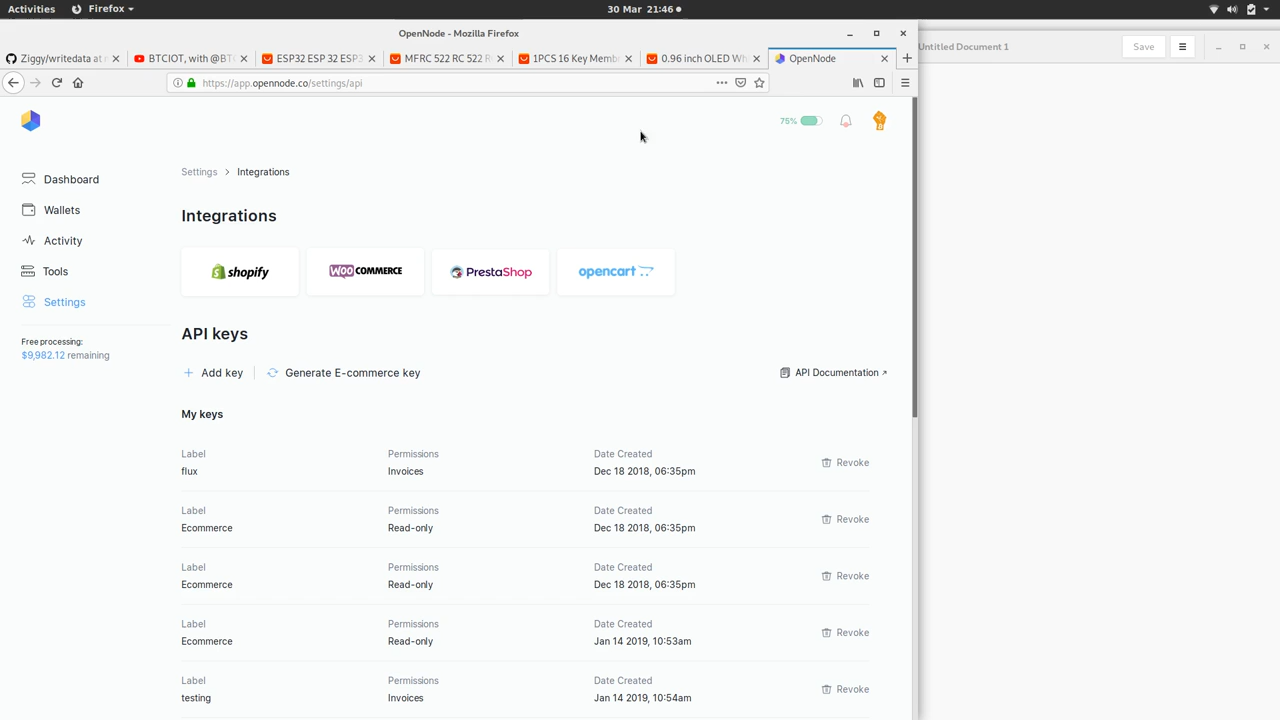 Activities
Firefox
30 Mar 21:46
OpenNode - Mozilla Firefox
Untitled Document 1
Save
Ziggy/writedata at m
BTCIOT, with @BTC
ESP32 ESP 32 ESP3
MFRC 522 RC 522 R
1PCS 16 Key Memb
0.96 inch OLED Wh
OpenNode
https://app.opennode.co/settings/api
75%
Dashboard
Wallets
Activity
Tools
Settings
Free processing:
$9,982.12 remaining
Settings > Integrations
Integrations
shopify
WOO COMMERCE
PrestaShop
opencart
API keys
+ Add key
Generate E-commerce key
API Documentation ↗
My keys
Label Permissions Date Created
flux Invoices Dec 18 2018, 06:35pm Revoke
Label Permissions Date Created
Ecommerce Read-only Dec 18 2018, 06:35pm Revoke
Label Permissions Date Created
Ecommerce Read-only Dec 18 2018, 06:35pm Revoke
Label Permissions Date Created
Ecommerce Read-only Jan 14 2019, 10:53am Revoke
Label Permissions Date Created
testing Invoices Jan 14 2019, 10:54am Revoke